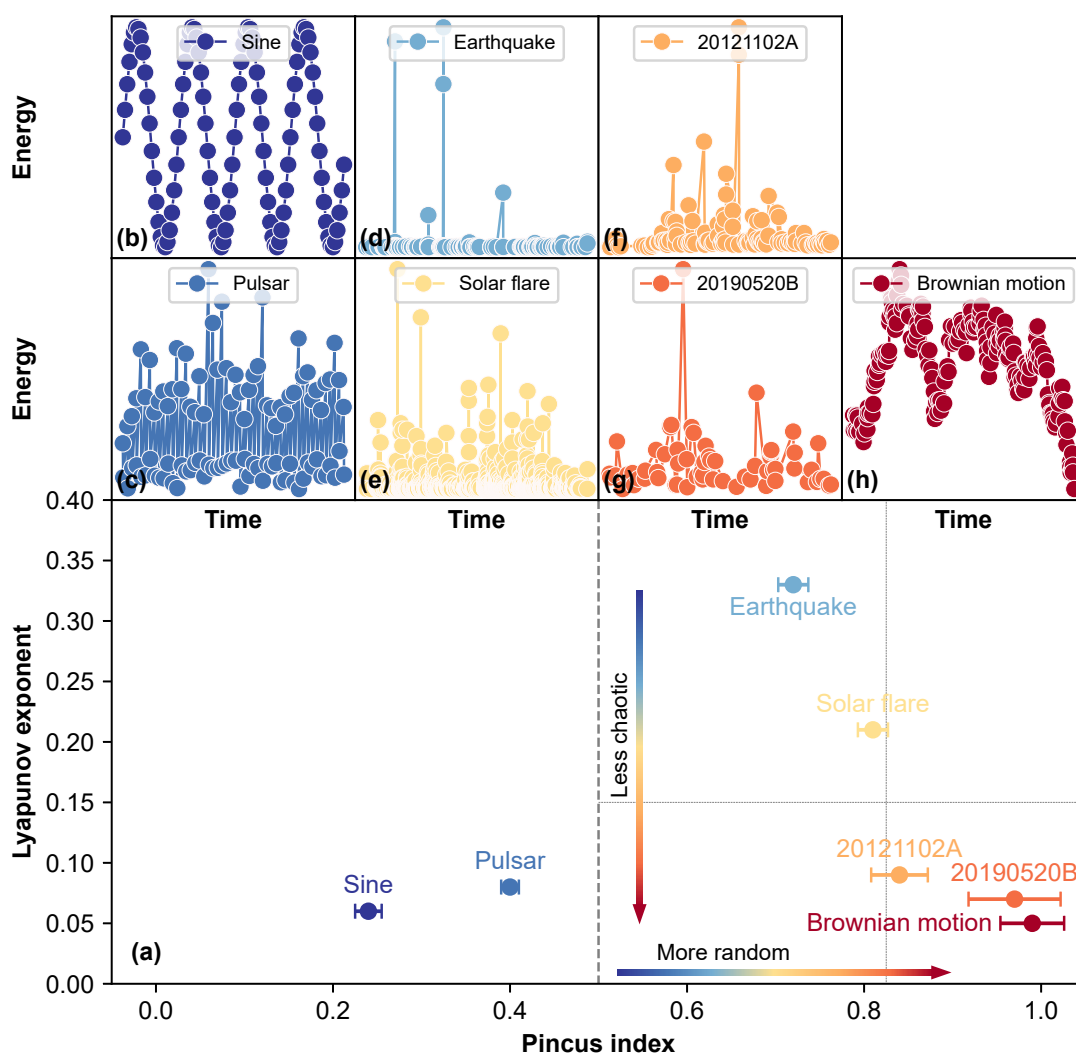 Sine
Earthquake
20121102A
Energy
(b)
(d)
(f)
Pulsar
Solar flare
20190520B
Brownian motion
Energy
(c)
(e)
(g)
(h)
Time
Time
Time
Time
0.40
0.35
0.30
0.25
0.20
0.15
0.10
0.05
0.00
Lyapunov exponent
Earthquake
Less chaotic
Solar flare
20121102A
Pulsar
20190520B
Sine
Brownian motion
(a)
More random
0.0
0.2
0.4
0.6
0.8
1.0
Pincus index